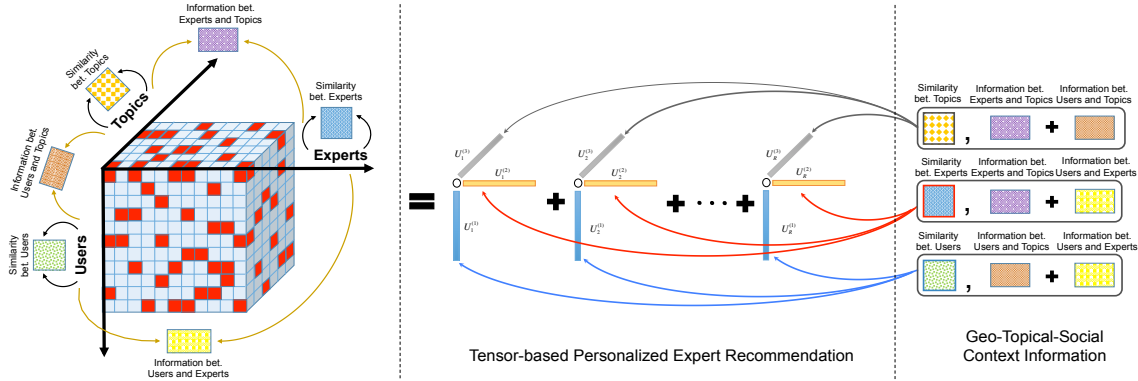 Information bet.
Experts and Topics
Similarity
bet. Topics
Topics
Similarity
bet. Experts
Experts
Information bet.
Users and Topics
Similarity
bet. Users
Users
Information bet.
Users and Experts
=
U_1^{(3)}
U_1^{(2)}
U_1^{(1)}
+
U_2^{(3)}
U_2^{(2)}
U_2^{(1)}
+ ··· +
U_R^{(3)}
U_R^{(2)}
U_R^{(1)}
Tensor-based Personalized Expert Recommendation
Similarity
bet. Topics
Information bet.
Experts and Topics
Information bet.
Users and Topics
, +
Similarity
bet. Experts
Information bet.
Experts and Topics
Information bet.
Users and Experts
, +
Similarity
bet. Users
Information bet.
Users and Topics
Information bet.
Users and Experts
, +
Geo-Topical-Social
Context Information